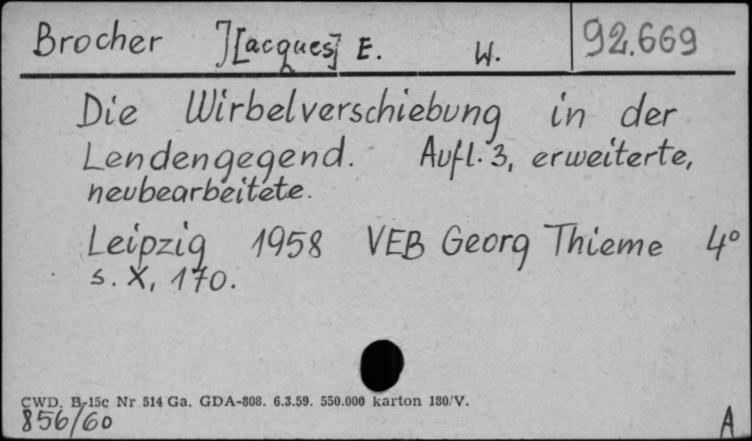 Brocher J[acques] E. W. 92.669
Die Wirbelverschiebung in der
Lendengegend. Aufl. 3, erweiterte,
neubearbeitete.
Leipzig 1958 VEB Georg Thieme 4°
s. X, 170.
CWD. B-15c Nr 514 Ga. GDA-808. 6.3.59. 550.000 karton 180/V.
856/60 A